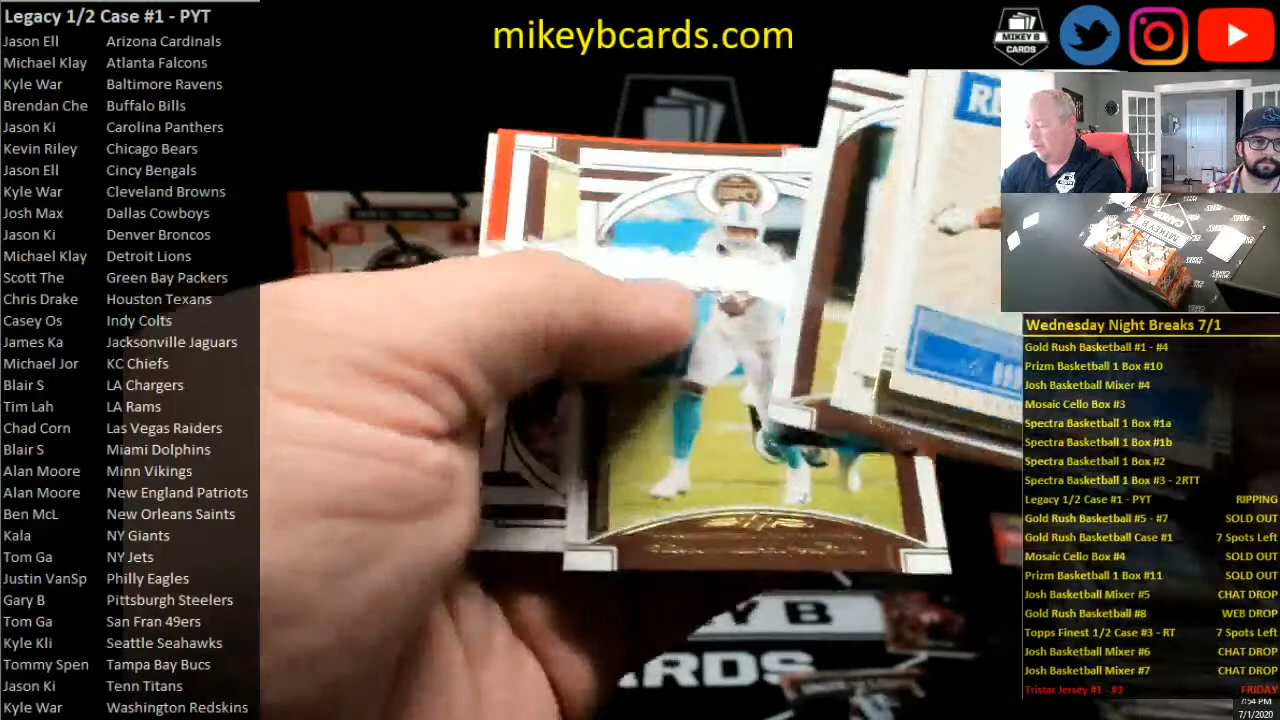 Legacy 1/2 Case #1 - PYT
Jason Ell Arizona Cardinals
Michael Klay Atlanta Falcons
Kyle War Baltimore Ravens
Brendan Che Buffalo Bills
Jason Ki Carolina Panthers
Kevin Riley Chicago Bears
Jason Ell Cincy Bengals
Kyle War Cleveland Browns
Josh Max Dallas Cowboys
Jason Ki Denver Broncos
Michael Klay Detroit Lions
Scott The Green Bay Packers
Chris Drake Houston Texans
Casey Os Indy Colts
James Ka Jacksonville Jaguars
Michael Jor KC Chiefs
Blair S LA Chargers
Tim Lah LA Rams
Chad Corn Las Vegas Raiders
Blair S Miami Dolphins
Alan Moore Minn Vikings
Alan Moore New England Patriots
Ben McL New Orleans Saints
Kala NY Giants
Tom Ga NY Jets
Justin VanSp Philly Eagles
Gary B Pittsburgh Steelers
Tom Ga San Fran 49ers
Kyle Kli Seattle Seahawks
Tommy Spen Tampa Bay Bucs
Jason Ki Tenn Titans
Kyle War Washington Redskins
mikeybcards.com
MIKEY B
CARDS
MIKEY B
Wednesday Night Breaks 7/1
Gold Rush Basketball #1 - #4
Prizm Basketball 1 Box #10
Josh Basketball Mixer #4
Mosaic Cello Box #3
Spectra Basketball 1 Box #1a
Spectra Basketball 1 Box #1b
Spectra Basketball 1 Box #2
Spectra Basketball 1 Box #3 - 2RTT
Legacy 1/2 Case #1 - PYT RIPPING
Gold Rush Basketball #5 - #7 SOLD OUT
Gold Rush Basketball Case #1 7 Spots Left
Mosaic Cello Box #4 SOLD OUT
Prizm Basketball 1 Box #11 SOLD OUT
Josh Basketball Mixer #5 CHAT DROP
Gold Rush Basketball #8 WEB DROP
Topps Finest 1/2 Case #3 - RT 7 Spots Left
Josh Basketball Mixer #6 CHAT DROP
Josh Basketball Mixer #7 CHAT DROP
Tristar Jersey #1 - #3 FRIDAY
7:54 PM
7/1/2020
EY B
ARDS